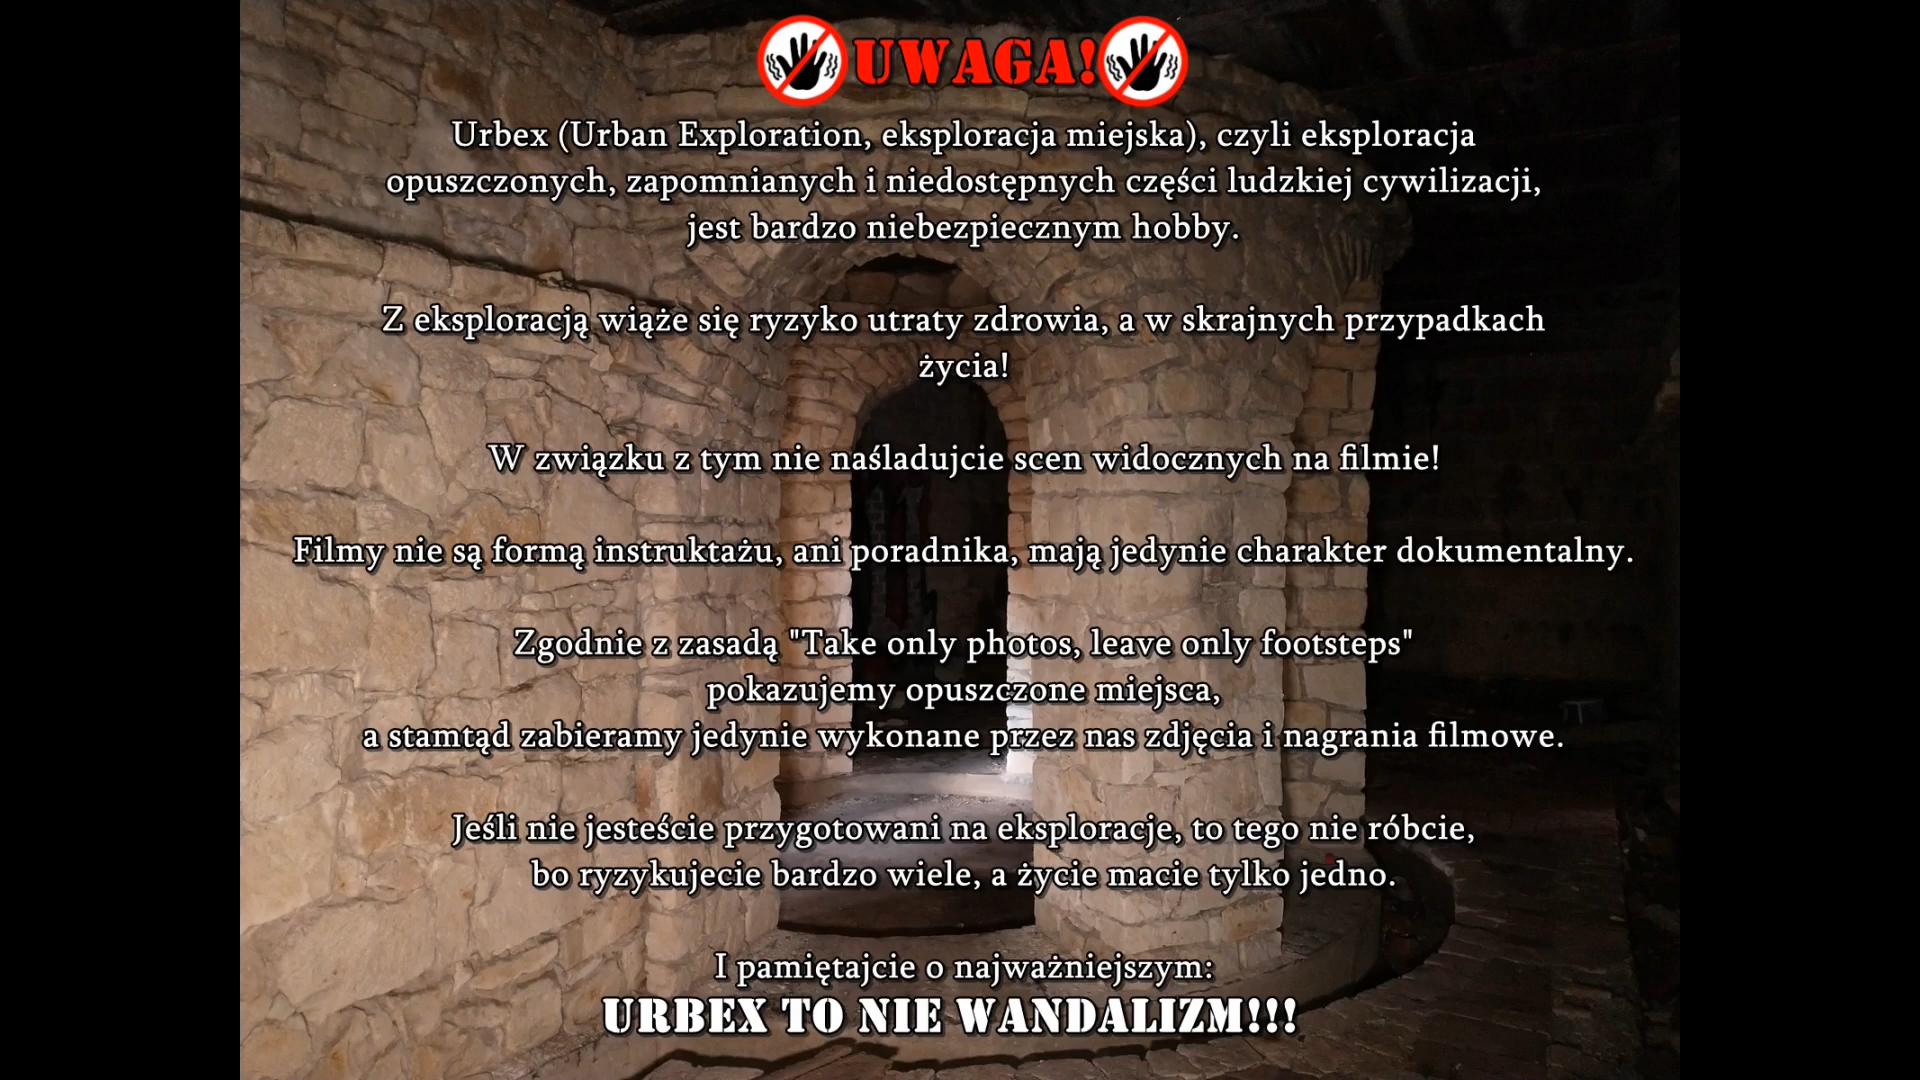 UWAGA!
Urbex (Urban Exploration, eksploracja miejska), czyli eksploracja
opuszczonych, zapomnianych i niedostępnych części ludzkiej cywilizacji,
jest bardzo niebezpiecznym hobby.
Z eksploracją wiąże się ryzyko utraty zdrowia, a w skrajnych przypadkach
życia!
W związku z tym nie naśladujcie scen widocznych na filmie!
Filmy nie są formą instruktażu, ani poradnika, mają jedynie charakter dokumentalny.
Zgodnie z zasadą "Take only photos, leave only footsteps"
pokazujemy opuszczone miejsca,
a stamtąd zabieramy jedynie wykonane przez nas zdjęcia i nagrania filmowe.
Jeśli nie jesteście przygotowani na eksploracje, to tego nie róbcie,
bo ryzykujecie bardzo wiele, a życie macie tylko jedno.
I pamiętajcie o najważniejszym:
URBEX TO NIE WANDALIZM!!!